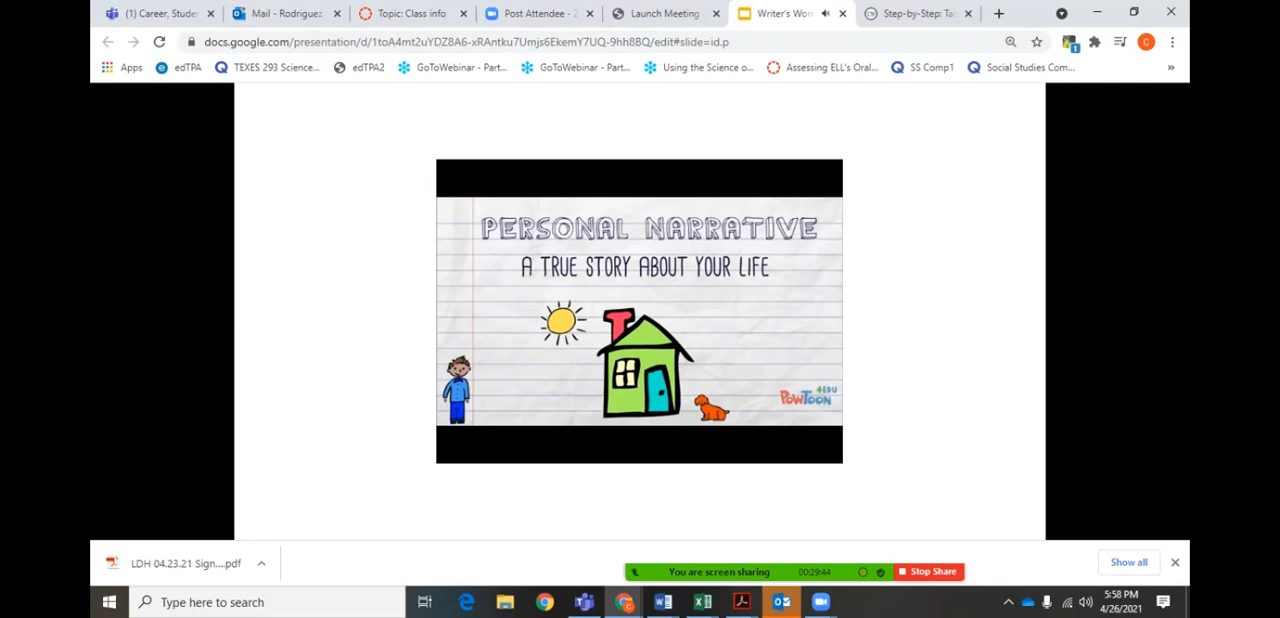 (1) Career, Stude
Mail - Rodriguez
Topic: Class info
Post Attendee - Z
Launch Meeting
Writer's Wor
Step-by-Step: Ta
docs.google.com/presentation/d/1toA4mt2uYDZ8A6-xRAntku7Umjs6EkemY7UQ-9hh8BQ/edit#slide=id.p
1
C
Apps
edTPA
TEXES 293 Science...
edTPA2
GoToWebinar - Part...
GoToWebinar - Part...
Using the Science o...
Assessing ELL's Oral...
SS Comp1
Social Studies Com...
»
PERSONAL NARRATIVE
A TRUE STORY ABOUT YOUR LIFE
4EDU
POWTOON
LDH 04.23.21 Sign....pdf
Show all
You are screen sharing
00:29:44
Stop Share
Type here to search
5:58 PM
4/26/2021